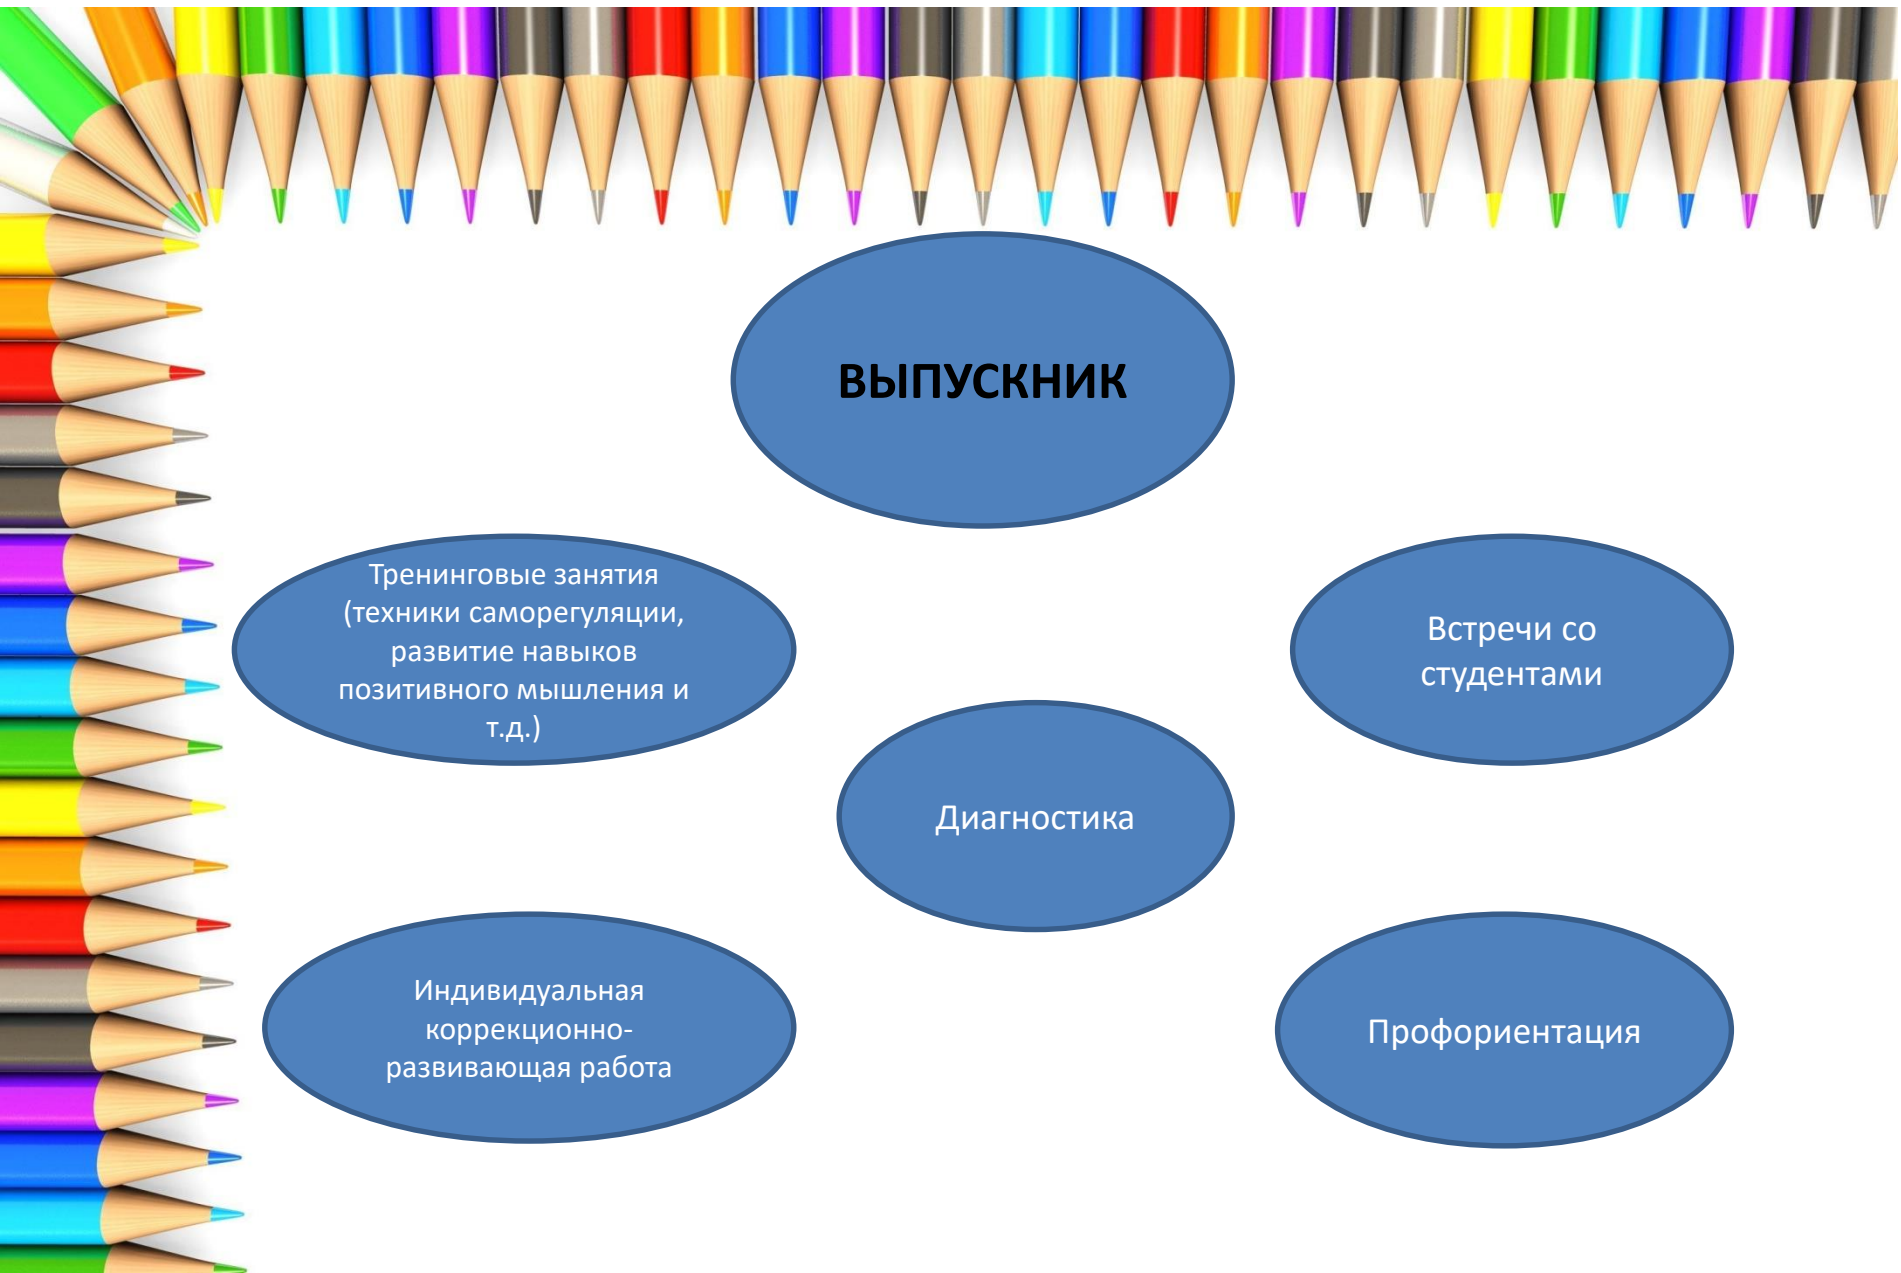 ВЫПУСКНИК
Тренинговые занятия
(техники саморегуляции,
развитие навыков
позитивного мышления и
т.д.)
Встречи со
студентами
Диагностика
Индивидуальная
коррекционно-
развивающая работа
Профориентация